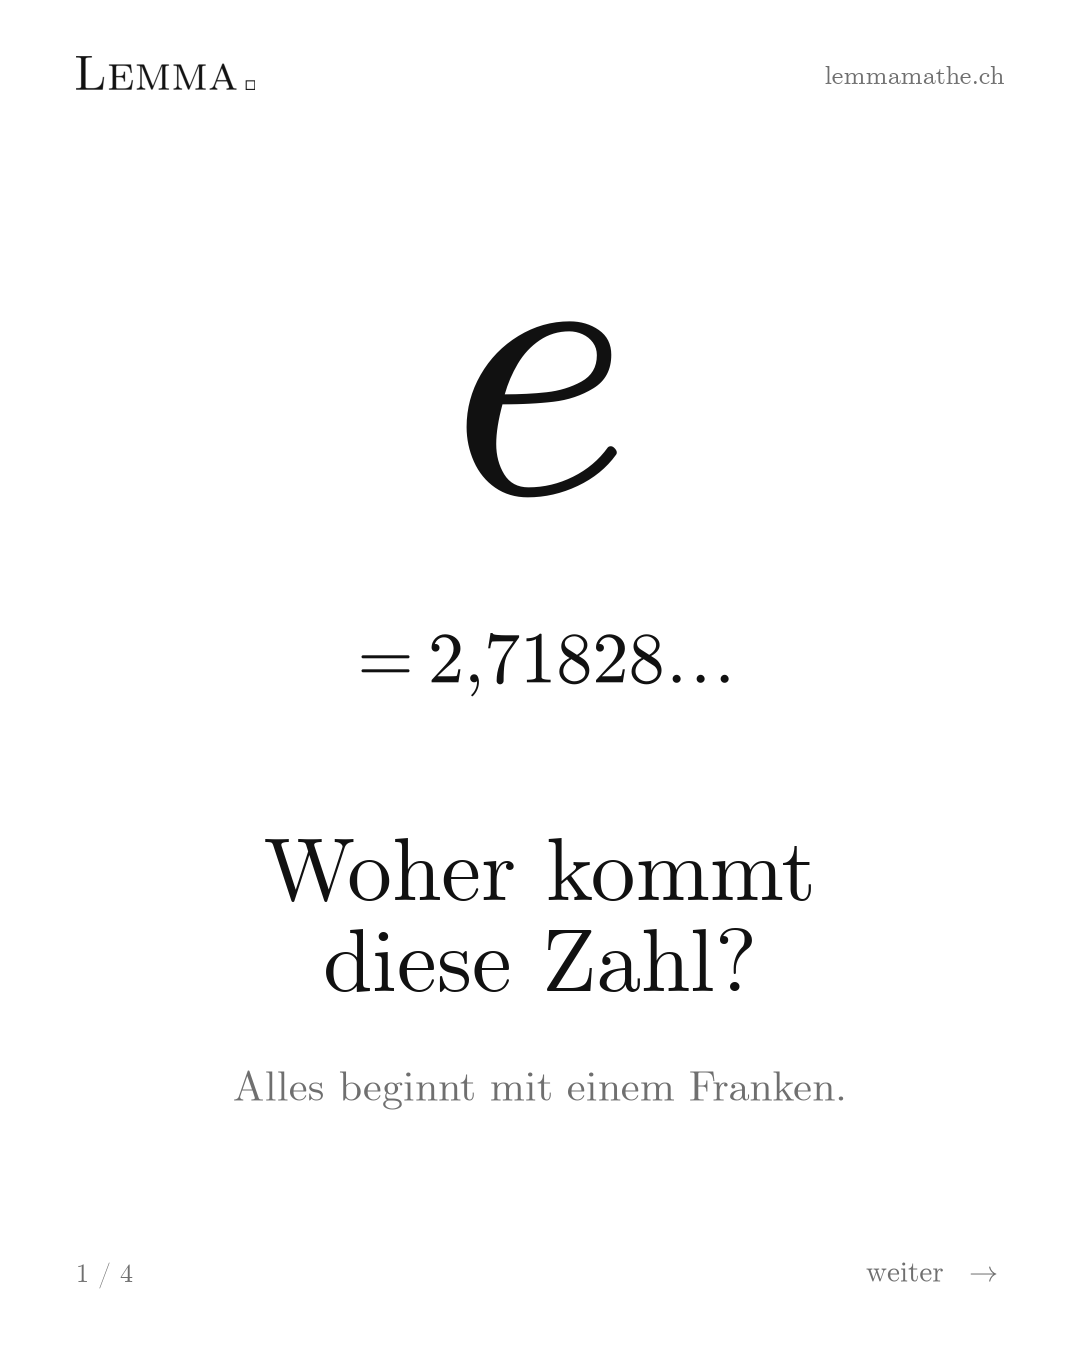 LEMMA□
lemmamathe.ch
e
= 2,71828…
Woher kommt
diese Zahl?
Alles beginnt mit einem Franken.
1 / 4
weiter →